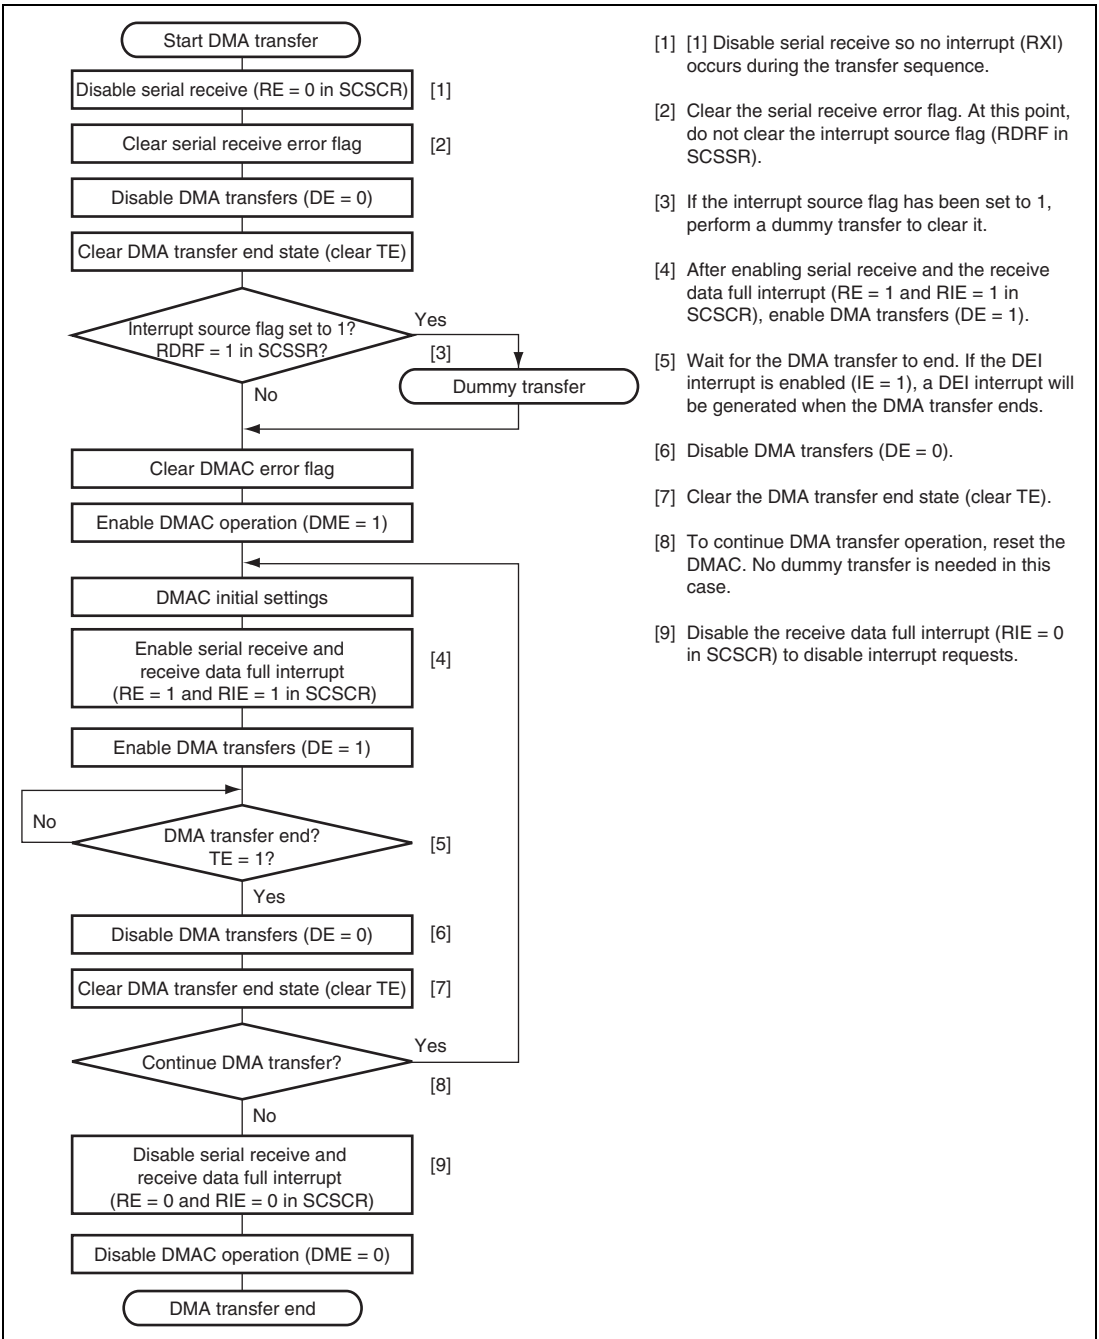 Start DMA transfer
Disable serial receive (RE = 0 in SCSCR)
[1]
Clear serial receive error flag
[2]
Disable DMA transfers (DE = 0)
Clear DMA transfer end state (clear TE)
Interrupt source flag set to 1?
RDRF = 1 in SCSSR?
Yes
[3]
Dummy transfer
No
Clear DMAC error flag
Enable DMAC operation (DME = 1)
DMAC initial settings
Enable serial receive and
receive data full interrupt
(RE = 1 and RIE = 1 in SCSCR)
[4]
Enable DMA transfers (DE = 1)
No
DMA transfer end?
TE = 1?
[5]
Yes
Disable DMA transfers (DE = 0)
[6]
Clear DMA transfer end state (clear TE)
[7]
Continue DMA transfer?
Yes
[8]
No
Disable serial receive and
receive data full interrupt
(RE = 0 and RIE = 0 in SCSCR)
[9]
Disable DMAC operation (DME = 0)
DMA transfer end
[1] [1] Disable serial receive so no interrupt (RXI)
occurs during the transfer sequence.
[2] Clear the serial receive error flag. At this point,
do not clear the interrupt source flag (RDRF in
SCSSR).
[3] If the interrupt source flag has been set to 1,
perform a dummy transfer to clear it.
[4] After enabling serial receive and the receive
data full interrupt (RE = 1 and RIE = 1 in
SCSCR), enable DMA transfers (DE = 1).
[5] Wait for the DMA transfer to end. If the DEI
interrupt is enabled (IE = 1), a DEI interrupt will
be generated when the DMA transfer ends.
[6] Disable DMA transfers (DE = 0).
[7] Clear the DMA transfer end state (clear TE).
[8] To continue DMA transfer operation, reset the
DMAC. No dummy transfer is needed in this
case.
[9] Disable the receive data full interrupt (RIE = 0
in SCSCR) to disable interrupt requests.